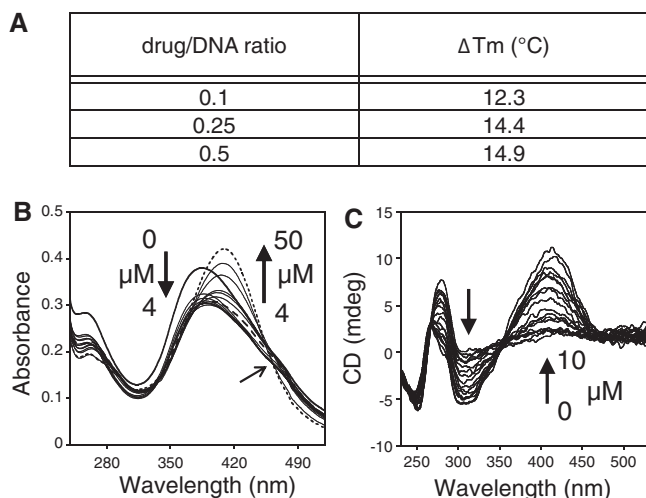 A
drug/DNA ratio ΔTm (°C)
0.1 12.3
0.25 14.4
0.5 14.9
B
0.5
0.4
0.3
0.2
0.1
0
Absorbance
0
μM
4
50
μM
4
280 350 420 490
Wavelength (nm)
C
15
10
5
0
-5
-10
CD (mdeg)
10
μM
0
250 300 350 400 450 500
Wavelength (nm)